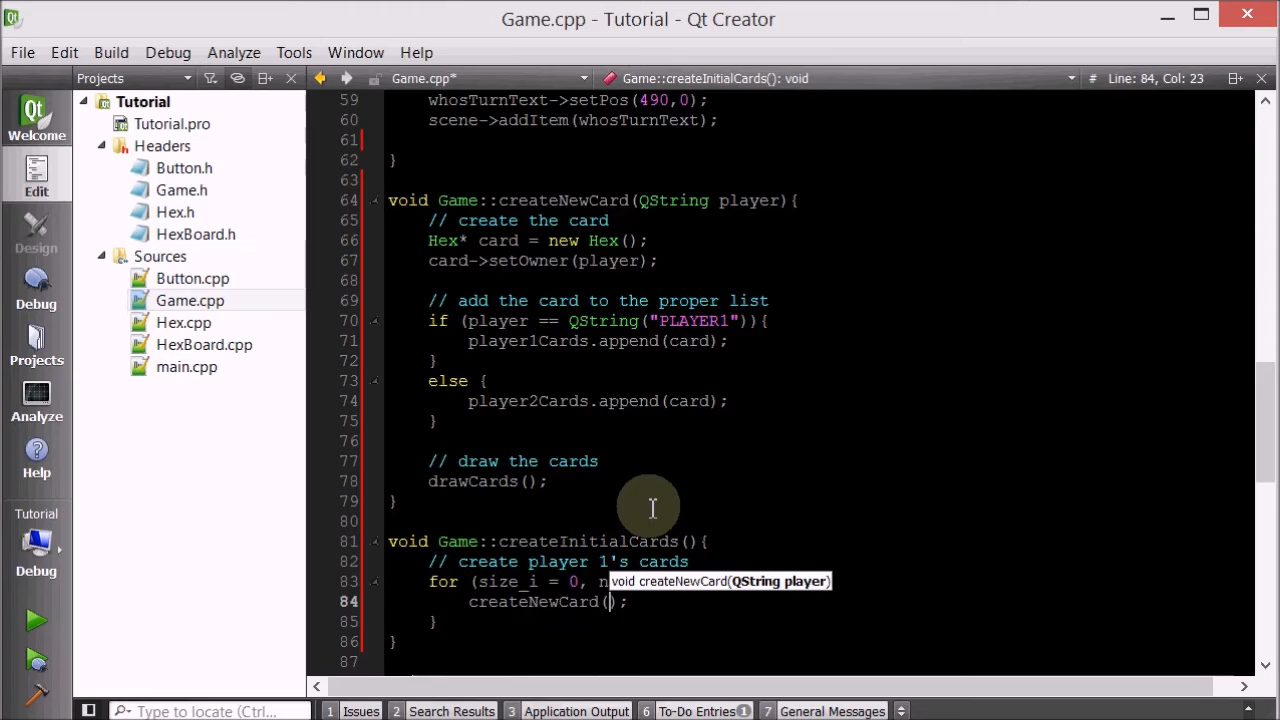 Game.cpp - Tutorial - Qt Creator
File Edit Build Debug Analyze Tools Window Help
Projects
Game.cpp*
Game::createInitialCards(): void
# Line: 84, Col: 23
Welcome
Edit
Design
Debug
Projects
Analyze
Help
Tutorial
Debug
Tutorial
Tutorial.pro
Headers
Button.h
Game.h
Hex.h
HexBoard.h
Sources
Button.cpp
Game.cpp
Hex.cpp
HexBoard.cpp
main.cpp
59 whosTurnText->setPos(490,0);
60 scene->addItem(whosTurnText);
61
62 }
63
64 void Game::createNewCard(QString player){
65 // create the card
66 Hex* card = new Hex();
67 card->setOwner(player);
68
69 // add the card to the proper list
70 if (player == QString("PLAYER1")){
71 player1Cards.append(card);
72 }
73 else {
74 player2Cards.append(card);
75 }
76
77 // draw the cards
78 drawCards();
79 }
80
81 void Game::createInitialCards(){
82 // create player 1's cards
83 for (size_i = 0, n
void createNewCard(QString player)
84 createNewCard();
85 }
86 }
87
Type to locate (Ctrl...
1 Issues 2 Search Results 3 Application Output 6 To-Do Entries 1 7 General Messages